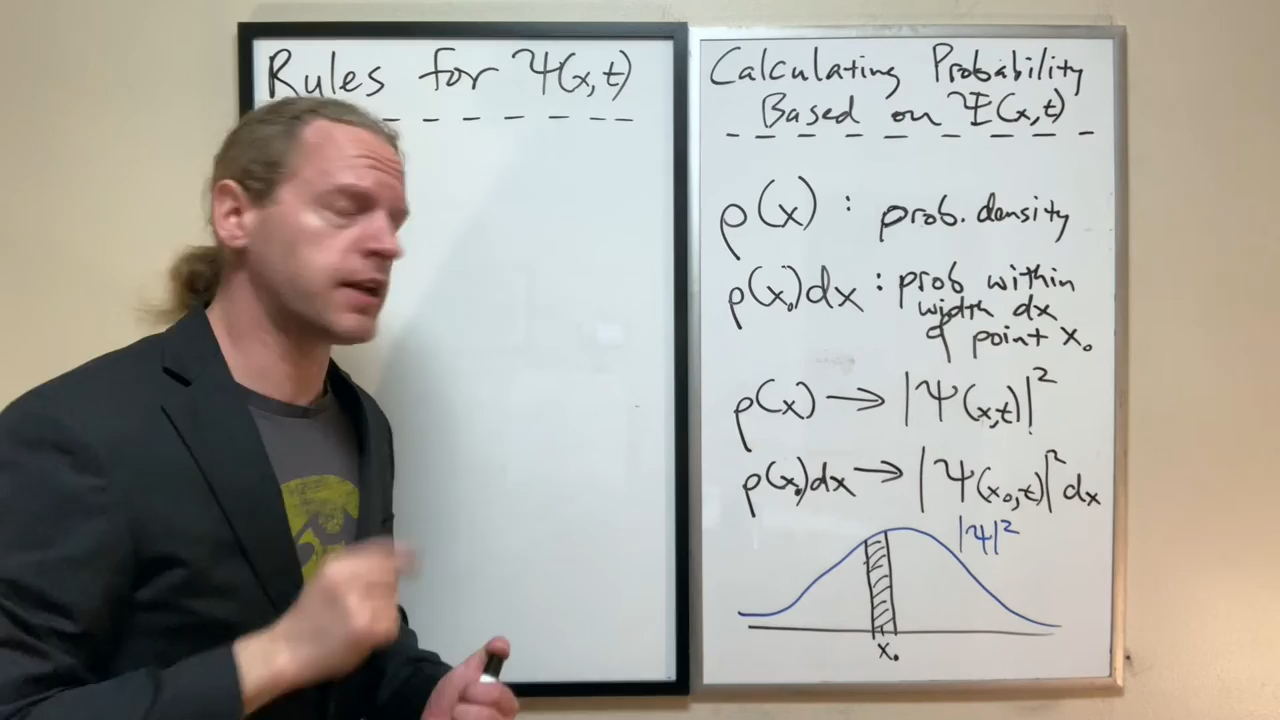 Rules for Ψ(x,t)
Calculating Probability
Based on Ψ(x,t)
ρ(x) : prob. density
ρ(x₀)dx : prob within
width dx
of point x₀
ρ(x) → |Ψ(x,t)|²
ρ(x₀)dx → |Ψ(x₀,t)|² dx
|Ψ|²
x₀